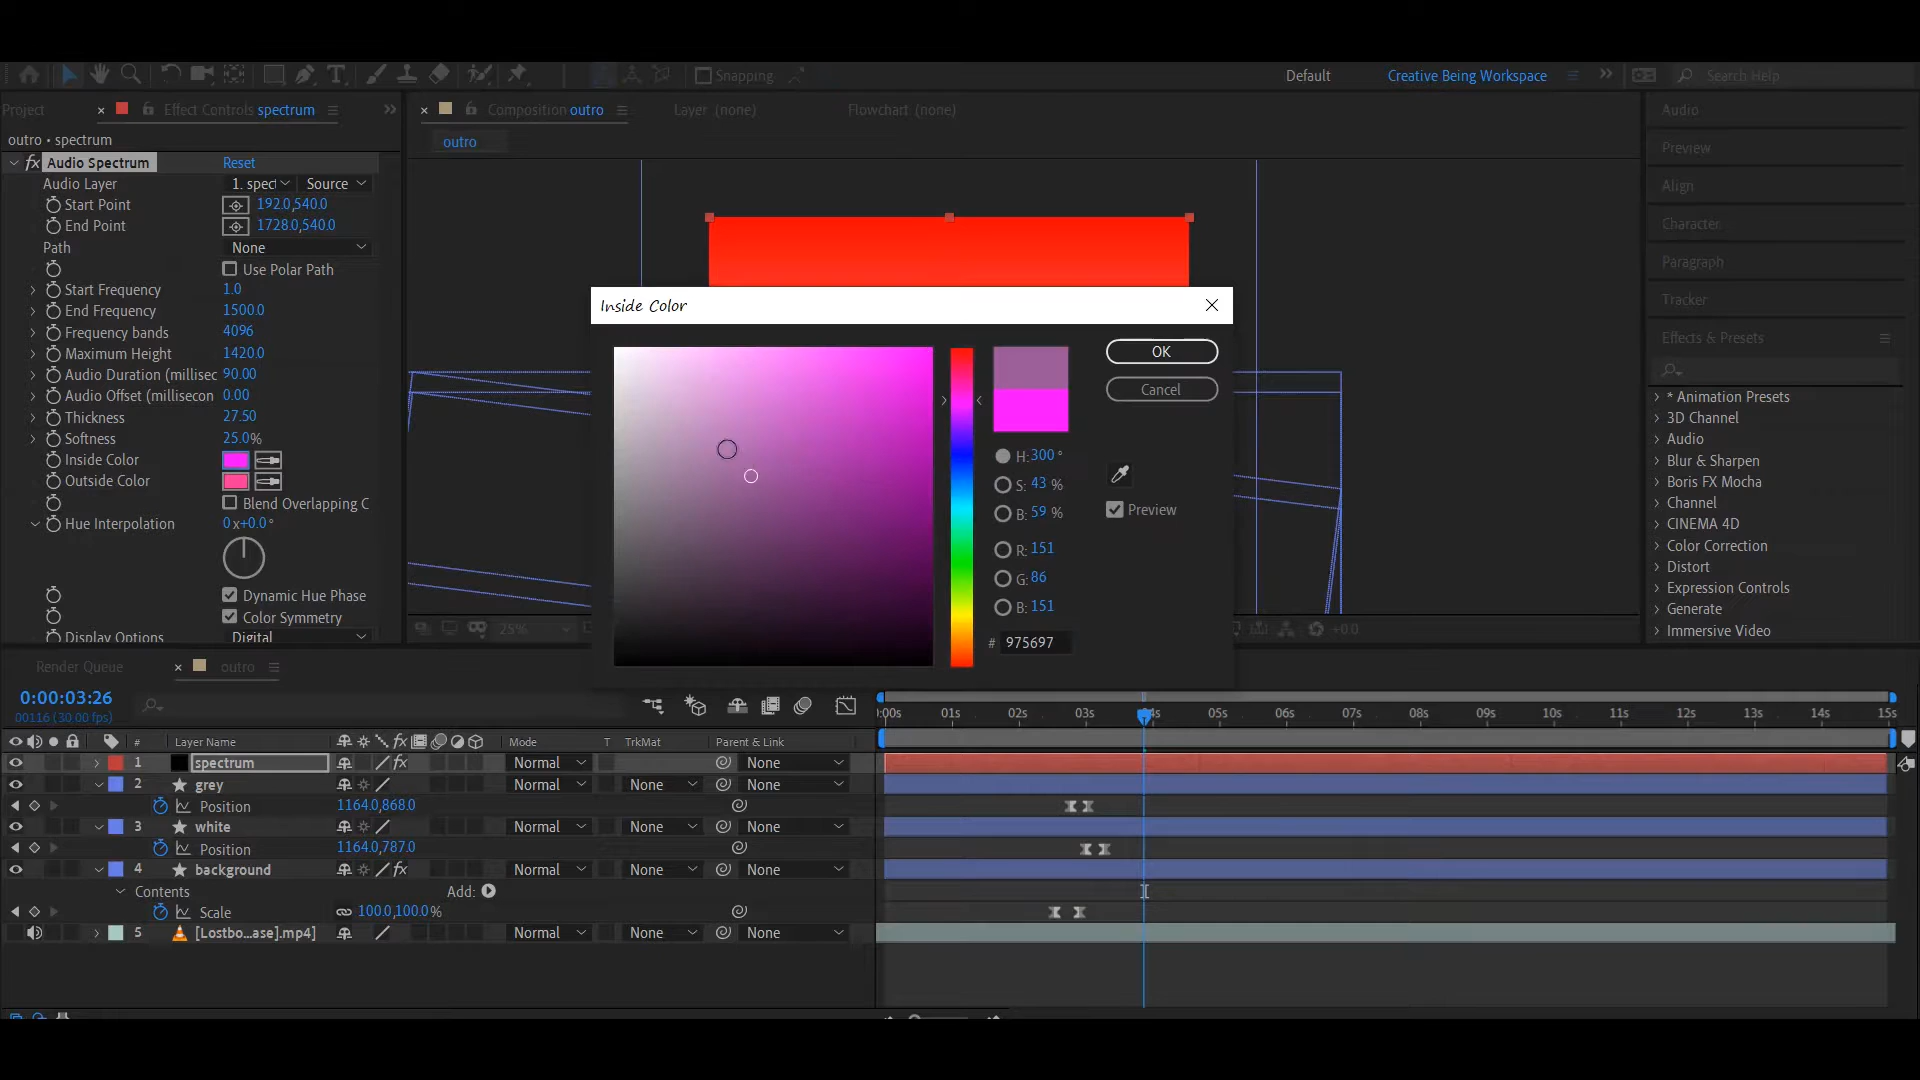 Snapping
Default
Creative Being Workspace
Search Help
Project
Effect Controls spectrum
Composition outro
Layer (none)
Flowchart (none)
Audio
outro • spectrum
outro
fx Audio Spectrum
Reset
Preview
Audio Layer
1. spect
Source
Align
Start Point
192.0,540.0
End Point
1728.0,540.0
Character
Path
None
Use Polar Path
Paragraph
Start Frequency
1.0
Tracker
End Frequency
1500.0
Inside Color
Frequency bands
4096
Effects & Presets
Maximum Height
1420.0
OK
Audio Duration (millisec
90.00
Cancel
Audio Offset (millisecon
0.00
* Animation Presets
Thickness
27.50
3D Channel
Softness
25.0%
Audio
Inside Color
H: 300 °
Blur & Sharpen
Outside Color
S: 43 %
Boris FX Mocha
Blend Overlapping C
B: 59 %
Preview
Channel
Hue Interpolation
0x+0.0°
CINEMA 4D
R: 151
Color Correction
G: 86
Distort
Dynamic Hue Phase
B: 151
Expression Controls
Color Symmetry
Generate
Display Options
Digital
25%
# 975697
+0.0
Immersive Video
Render Queue
outro
0:00:03:26
00116 (30.00 fps)
:00s 01s 02s 03s 04s 05s 06s 07s 08s 09s 10s 11s 12s 13s 14s 15s
# Layer Name fx Mode T TrkMat Parent & Link
1 spectrum fx Normal None
2 grey Normal None None
Position 1164.0,868.0
3 white Normal None None
Position 1164.0,787.0
4 background fx Normal None None
Contents Add:
Scale 100.0,100.0%
5 [Lostbo...ase].mp4] Normal None None